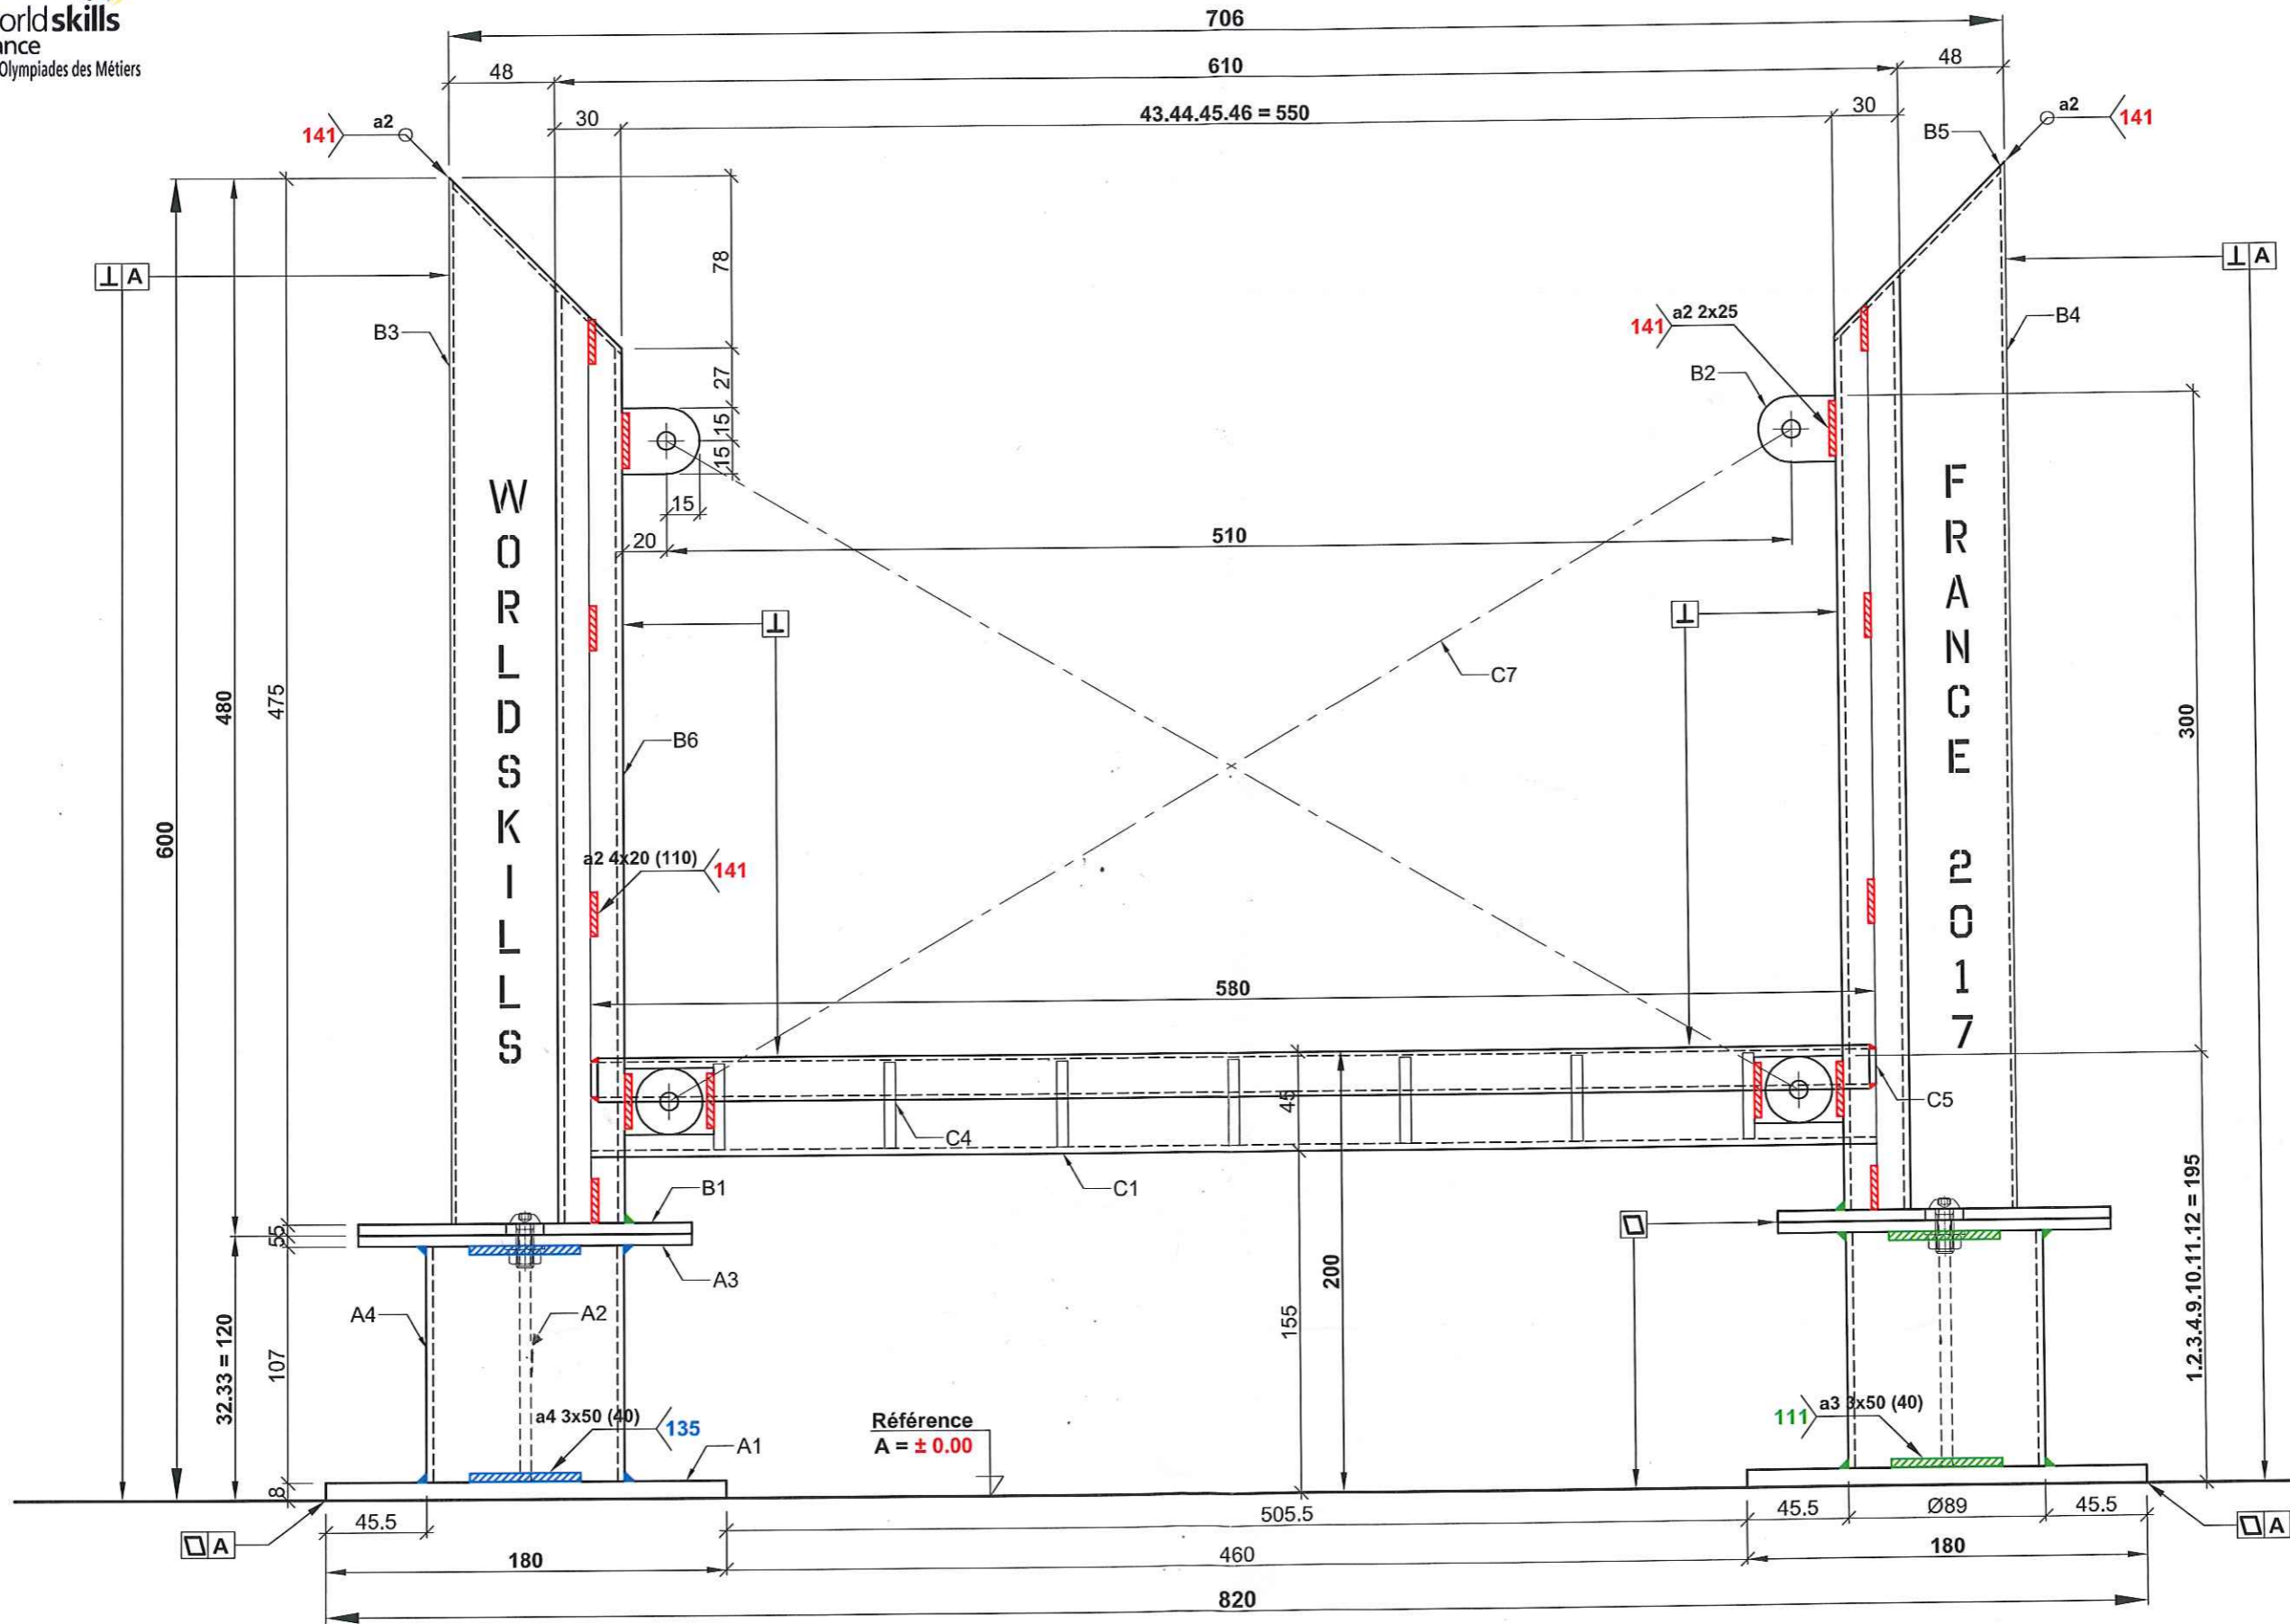 orldskills
ance
Olympiades des Métiers
706
48
610
48
30
43.44.45.46 = 550
30
141
a2
a2
141
B5
⊥ A
⊥ A
78
B3
B4
141
a2 2x25
B2
27
15
15
15
20
510
WORLDSKILLS
FRANCE 2017
⊥
⊥
C7
480
475
300
B6
600
a2 4x20 (110)
141
580
45
C4
C5
C1
B1
5
5
A3
200
155
1.2.3.4.9.10.11.12 = 195
A4
A2
32.33 = 120
107
a4 3x50 (40)
135
A1
Référence
A = ± 0.00
111
a3 3x50 (40)
8
45.5
505.5
45.5
Ø89
45.5
A
A
180
460
180
820